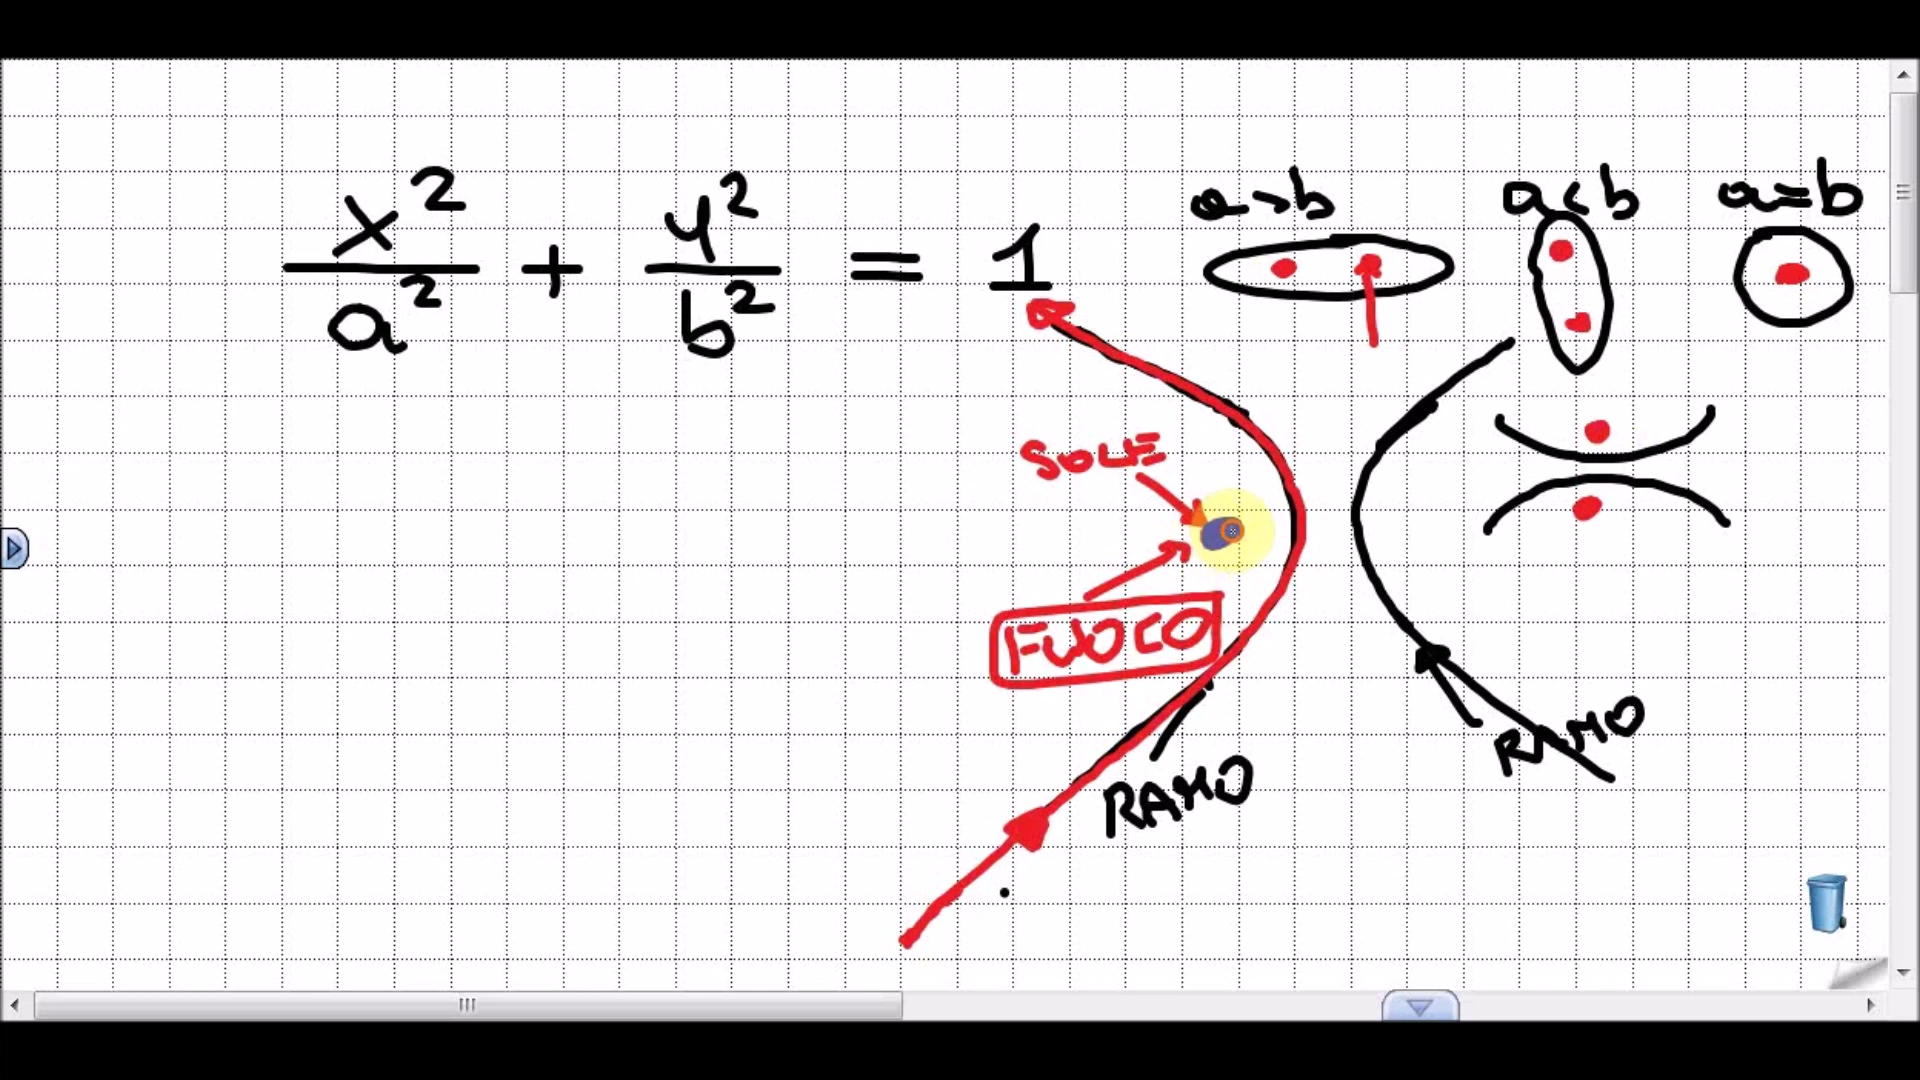 x²/a² + y²/b² = 1
a>b
a<b
a=b
SOLE
FUOCO
RAMO
RAMO